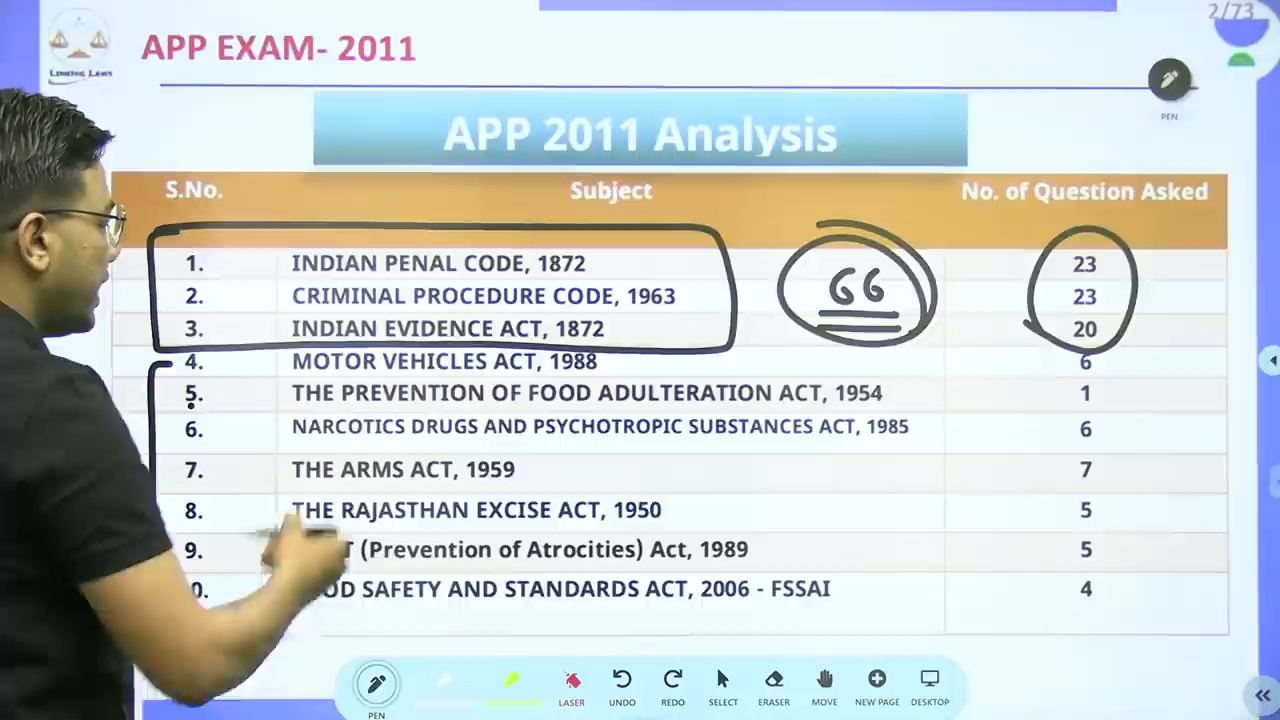 2/73
LINKING LAWS
APP EXAM- 2011
PEN
APP 2011 Analysis
S.No. Subject No. of Question Asked
1. INDIAN PENAL CODE, 1872 23
2. CRIMINAL PROCEDURE CODE, 1963 66 23
3. INDIAN EVIDENCE ACT, 1872 20
4. MOTOR VEHICLES ACT, 1988 6
5. THE PREVENTION OF FOOD ADULTERATION ACT, 1954 1
6. NARCOTICS DRUGS AND PSYCHOTROPIC SUBSTANCES ACT, 1985 6
7. THE ARMS ACT, 1959 7
8. THE RAJASTHAN EXCISE ACT, 1950 5
9. (Prevention of Atrocities) Act, 1989 5
SAFETY AND STANDARDS ACT, 2006 - FSSAI 4
PEN LASER UNDO REDO SELECT ERASER MOVE NEW PAGE DESKTOP